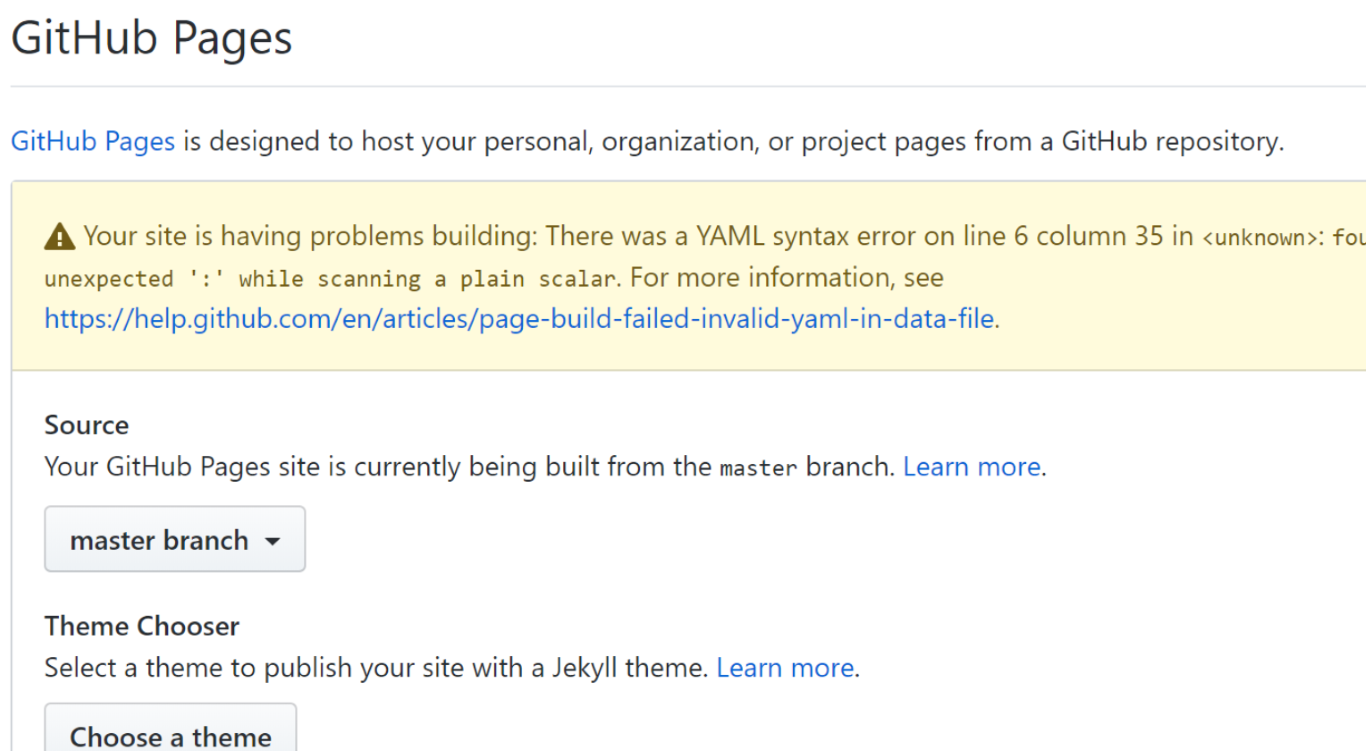 GitHub Pages
GitHub Pages is designed to host your personal, organization, or project pages from a GitHub repository.
Your site is having problems building: There was a YAML syntax error on line 6 column 35 in <unknown>: fou
unexpected ':' while scanning a plain scalar. For more information, see
https://help.github.com/en/articles/page-build-failed-invalid-yaml-in-data-file.
Source
Your GitHub Pages site is currently being built from the master branch. Learn more.
master branch
Theme Chooser
Select a theme to publish your site with a Jekyll theme. Learn more.
Choose a theme